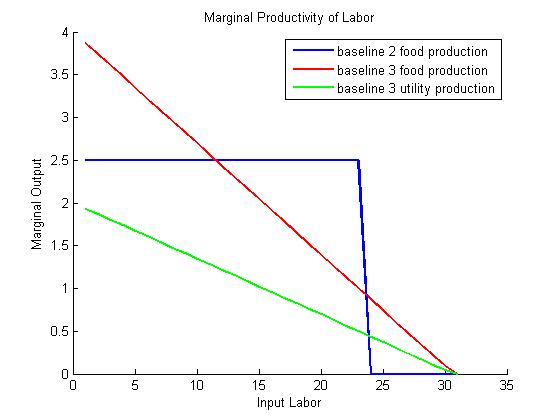 Marginal Productivity of Labor
baseline 2 food production
baseline 3 food production
baseline 3 utility production
4
3.5
3
2.5
2
1.5
1
0.5
0
Marginal Output
0 5 10 15 20 25 30 35
Input Labor